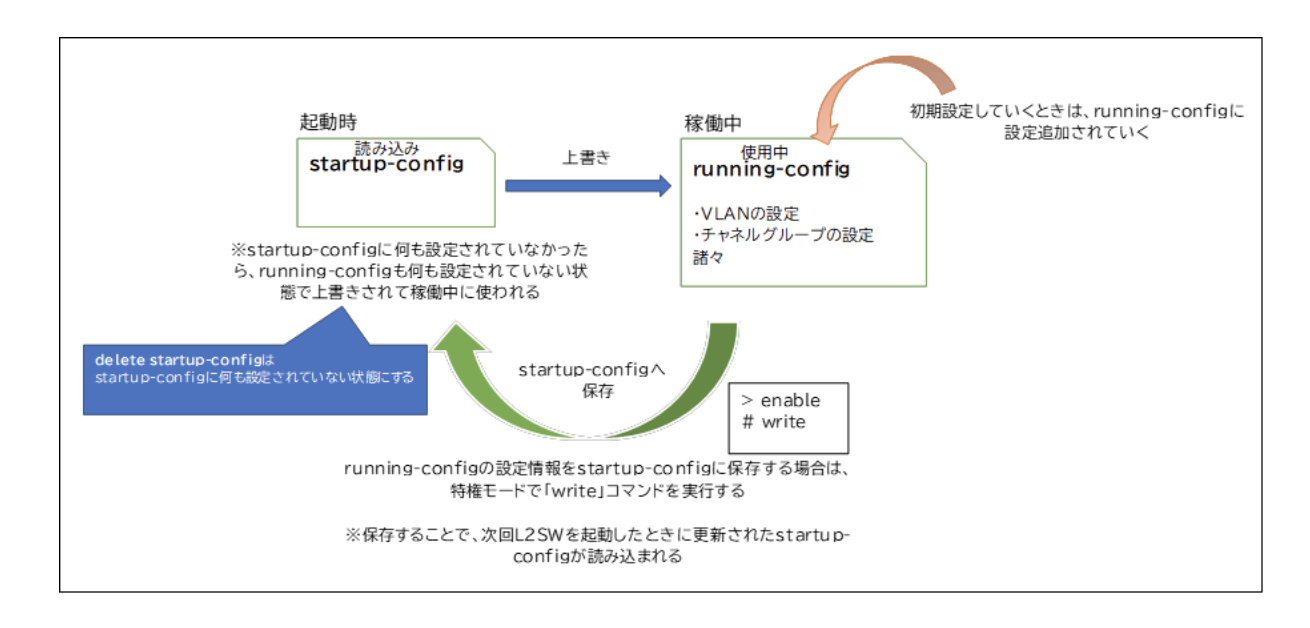 起動時
読み込み
startup-config
上書き
稼働中
使用中
running-config
・VLANの設定
・チャネルグループの設定
諸々
初期設定していくときは、running-configに
設定追加されていく
※startup-configに何も設定されていなかった
ら、running-configも何も設定されていない状
態で上書きされて稼働中に使われる
delete startup-configは
startup-configに何も設定されていない状態にする
startup-configへ
保存
> enable
# write
running-configの設定情報をstartup-configに保存する場合は、
特権モードで「write」コマンドを実行する
※保存することで、次回L2SWを起動したときに更新されたstartup-
configが読み込まれる